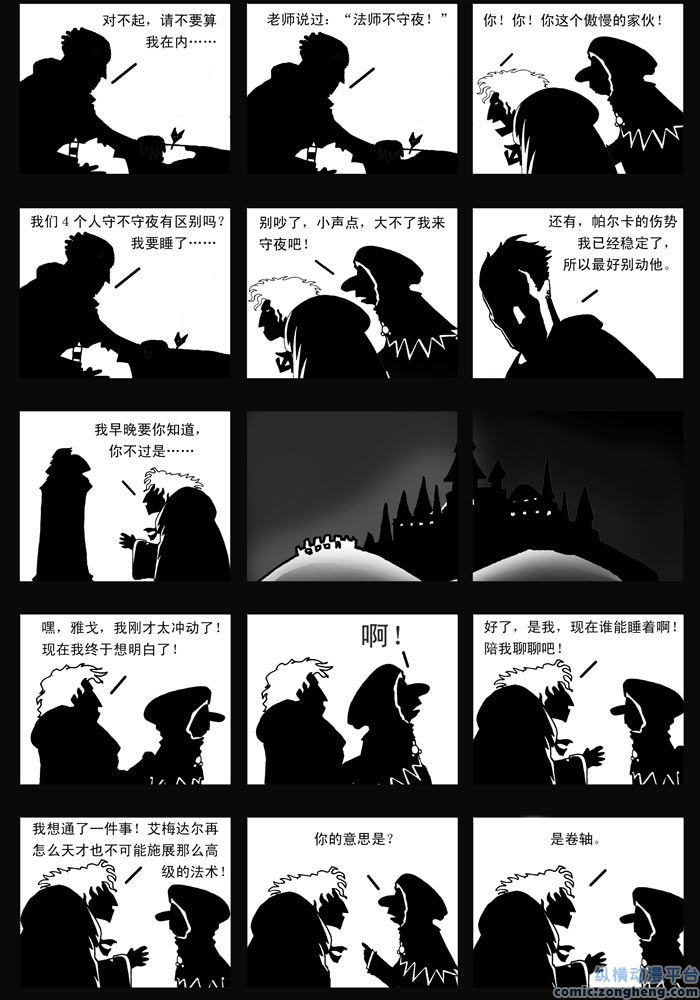 对不起，请不要算
我在内……
老师说过：“法师不守夜！”
你！你！你这个傲慢的家伙！
我们4个人守不守夜有区别吗？
我要睡了……
别吵了，小声点，大不了我来
守夜吧！
还有，帕尔卡的伤势
我已经稳定了，
所以最好别动他。
我早晚要你知道，
你不过是……
嘿，雅戈，我刚才太冲动了！
现在我终于想明白了！
啊！
好了，是我，现在谁能睡着啊！
陪我聊聊吧！
我想通了一件事！艾梅达尔再
怎么天才也不可能施展那么高
级的法术！
你的意思是？
是卷轴。
纵横动漫平台
comic.zongheng.com